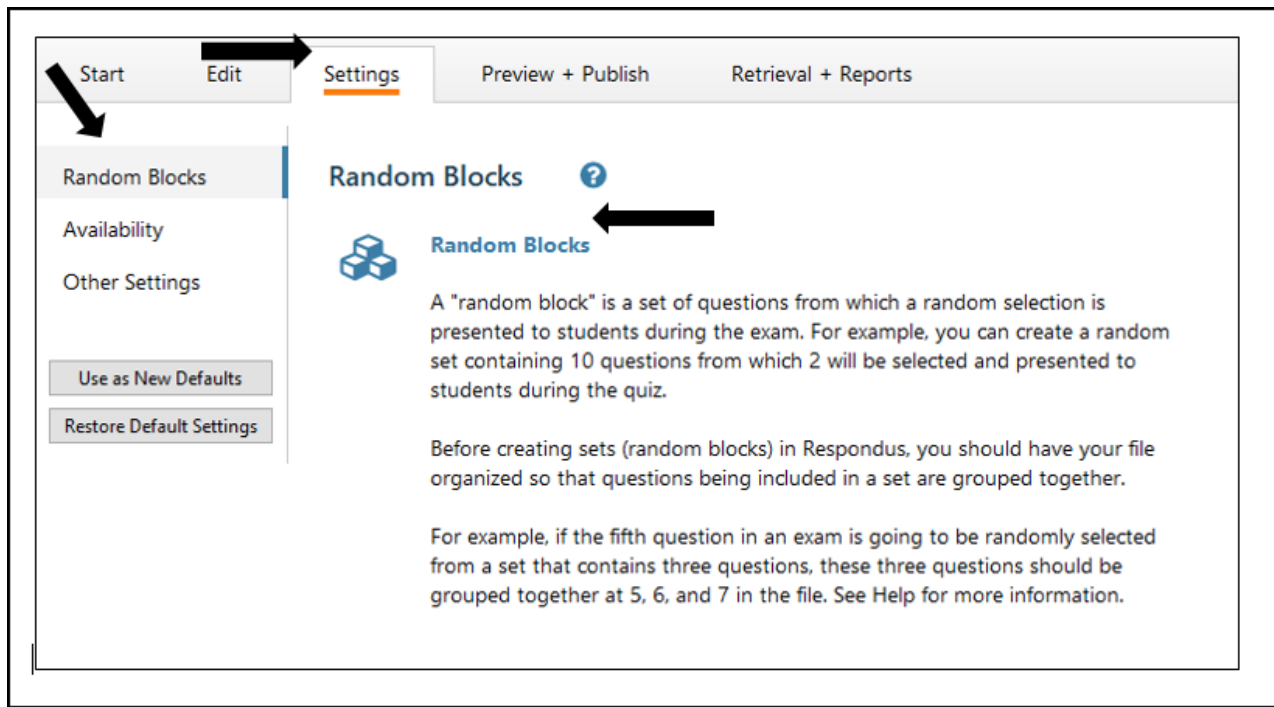 Start Edit Settings Preview + Publish Retrieval + Reports
Random Blocks
Availability
Other Settings
Use as New Defaults
Restore Default Settings
Random Blocks ?
Random Blocks
A "random block" is a set of questions from which a random selection is
presented to students during the exam. For example, you can create a random
set containing 10 questions from which 2 will be selected and presented to
students during the quiz.
Before creating sets (random blocks) in Respondus, you should have your file
organized so that questions being included in a set are grouped together.
For example, if the fifth question in an exam is going to be randomly selected
from a set that contains three questions, these three questions should be
grouped together at 5, 6, and 7 in the file. See Help for more information.